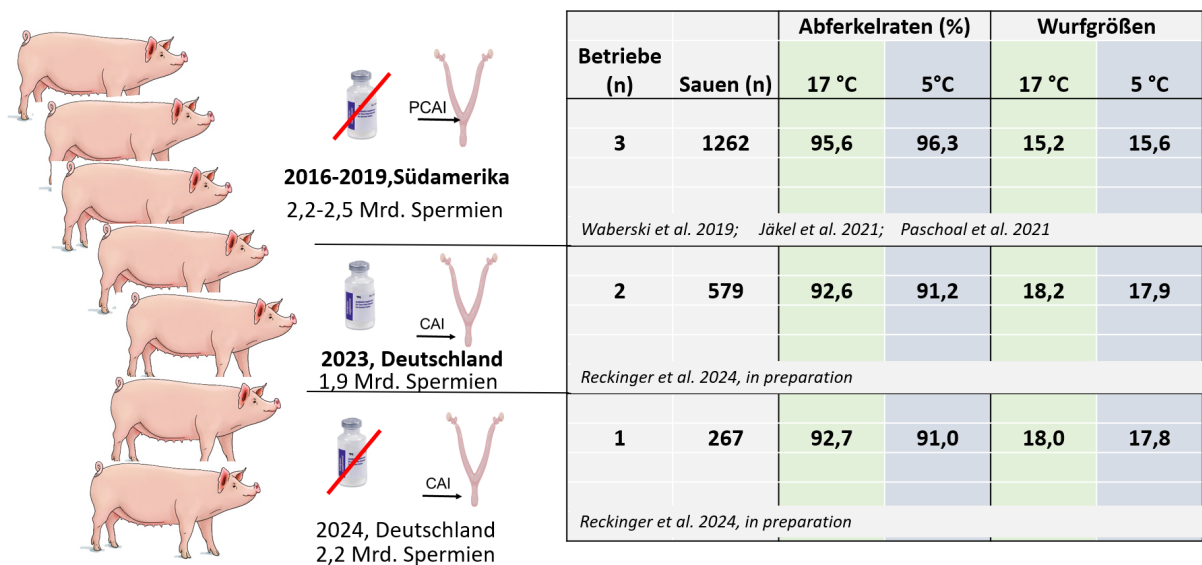 Abferkelraten (%) Wurfgrößen
Betriebe (n) Sauen (n) 17 °C 5°C 17 °C 5 °C
PCAI
2016-2019,Südamerika
2,2-2,5 Mrd. Spermien
3 1262 95,6 96,3 15,2 15,6
Waberski et al. 2019; Jäkel et al. 2021; Paschoal et al. 2021
CAI
2023, Deutschland
1,9 Mrd. Spermien
2 579 92,6 91,2 18,2 17,9
Reckinger et al. 2024, in preparation
CAI
2024, Deutschland
2,2 Mrd. Spermien
1 267 92,7 91,0 18,0 17,8
Reckinger et al. 2024, in preparation